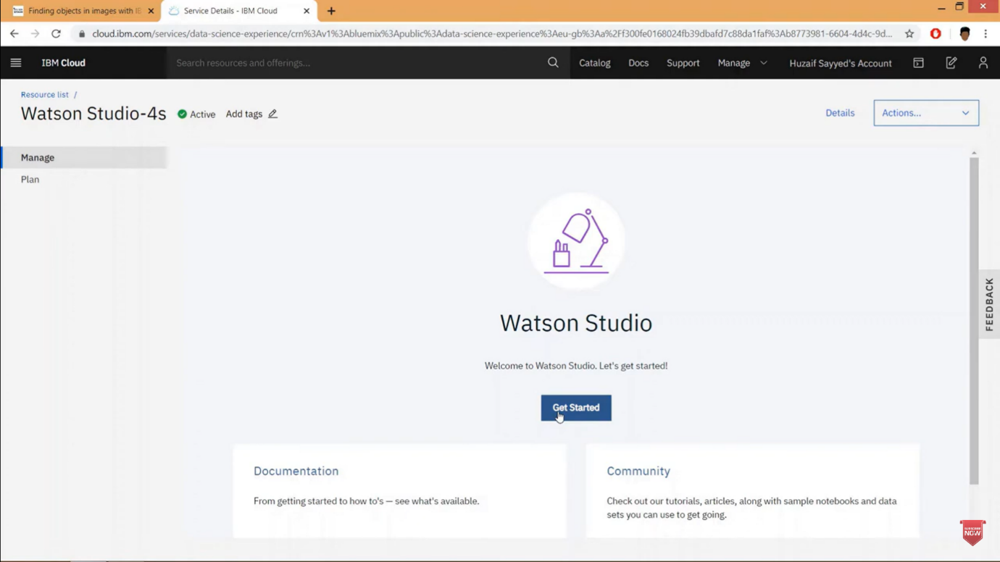 Finding objects in images with IB
Service Details - IBM Cloud
cloud.ibm.com/services/data-science-experience/crn%3Av1%3Abluemix%3Apublic%3Adata-science-experience%3Aeu-gb%3Aa%2Ff300fe0168024fb39dbafd7c88da1faf%3Ab8773981-6604-4d4c-9d...
IBM Cloud
Search resources and offerings...
Catalog
Docs
Support
Manage
Huzaif Sayyed's Account
Resource list /
Watson Studio-4s
Active
Add tags
Details
Actions...
Manage
Plan
Watson Studio
Welcome to Watson Studio. Let's get started!
Get Started
Documentation
From getting started to how to's — see what's available.
Community
Check out our tutorials, articles, along with sample notebooks and data
sets you can use to get going.
FEEDBACK
SUBSCRIBE
NOW